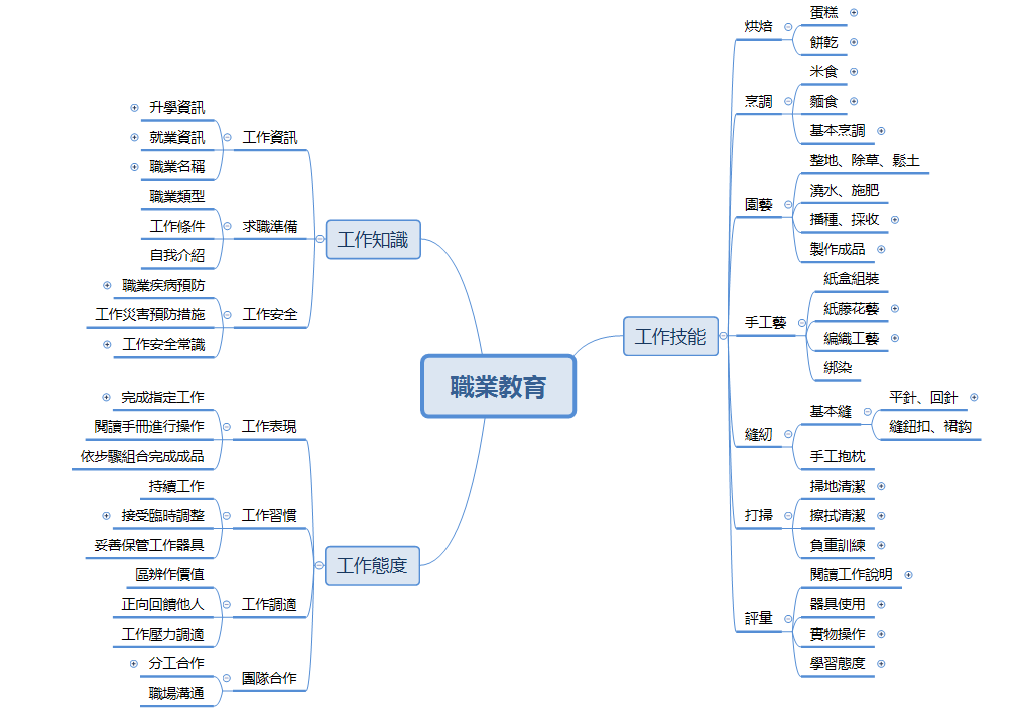 職業教育
工作知識
工作資訊
升學資訊
就業資訊
職業名稱
求職準備
職業類型
工作條件
自我介紹
工作安全
職業疾病預防
工作災害預防措施
工作安全常識
工作態度
工作表現
完成指定工作
閱讀手冊進行操作
依步驟組合完成成品
工作習慣
持續工作
接受臨時調整
妥善保管工作器具
工作調適
區辨作價值
正向回饋他人
工作壓力調適
團隊合作
分工合作
職場溝通
工作技能
烘焙
蛋糕
餅乾
烹調
米食
麵食
基本烹調
園藝
整地、除草、鬆土
澆水、施肥
播種、採收
製作成品
手工藝
紙盒組裝
紙藤花藝
編織工藝
綁染
縫紉
基本縫
平針、回針
縫鈕扣、裙鈎
手工抱枕
打掃
掃地清潔
擦拭清潔
負重訓練
評量
閱讀工作說明
器具使用
實物操作
學習態度